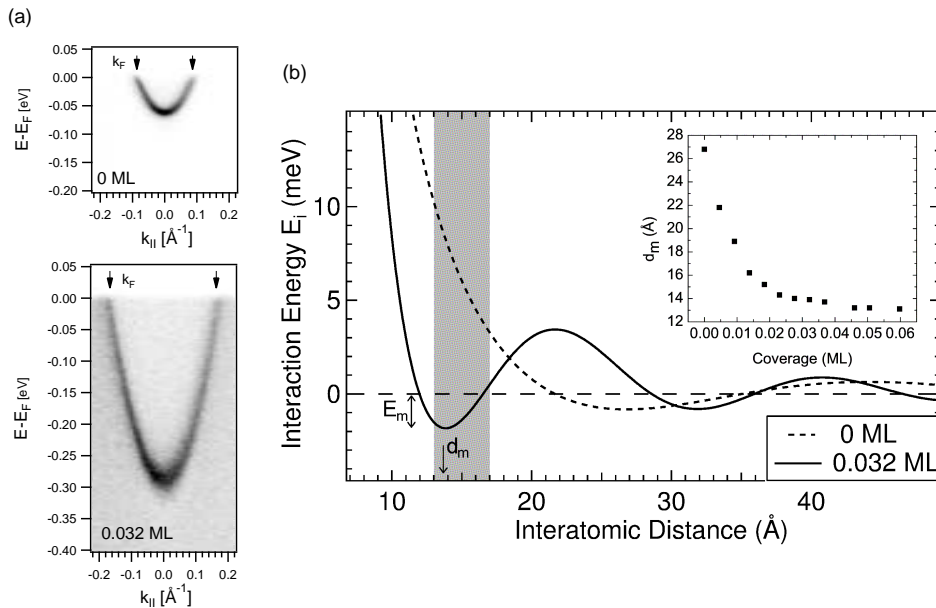 (a)
0.05
0.00
-0.05
-0.10
-0.15
-0.20
E-E_F [eV]
k_F
0 ML
-0.2 -0.1 0.0 0.1 0.2
k_II [Å^-1]
0.05
0.00
-0.05
-0.10
-0.15
-0.20
-0.25
-0.30
-0.35
-0.40
E-E_F [eV]
k_F
0.032 ML
-0.2 -0.1 0.0 0.1 0.2
k_II [Å^-1]
(b)
Interaction Energy E_i (meV)
10
5
0
E_m
d_m
10 20 30 40
Interatomic Distance (Å)
28
26
24
22
20
18
16
14
12
d_m (Å)
0.00 0.01 0.02 0.03 0.04 0.05 0.06
Coverage (ML)
0 ML
0.032 ML